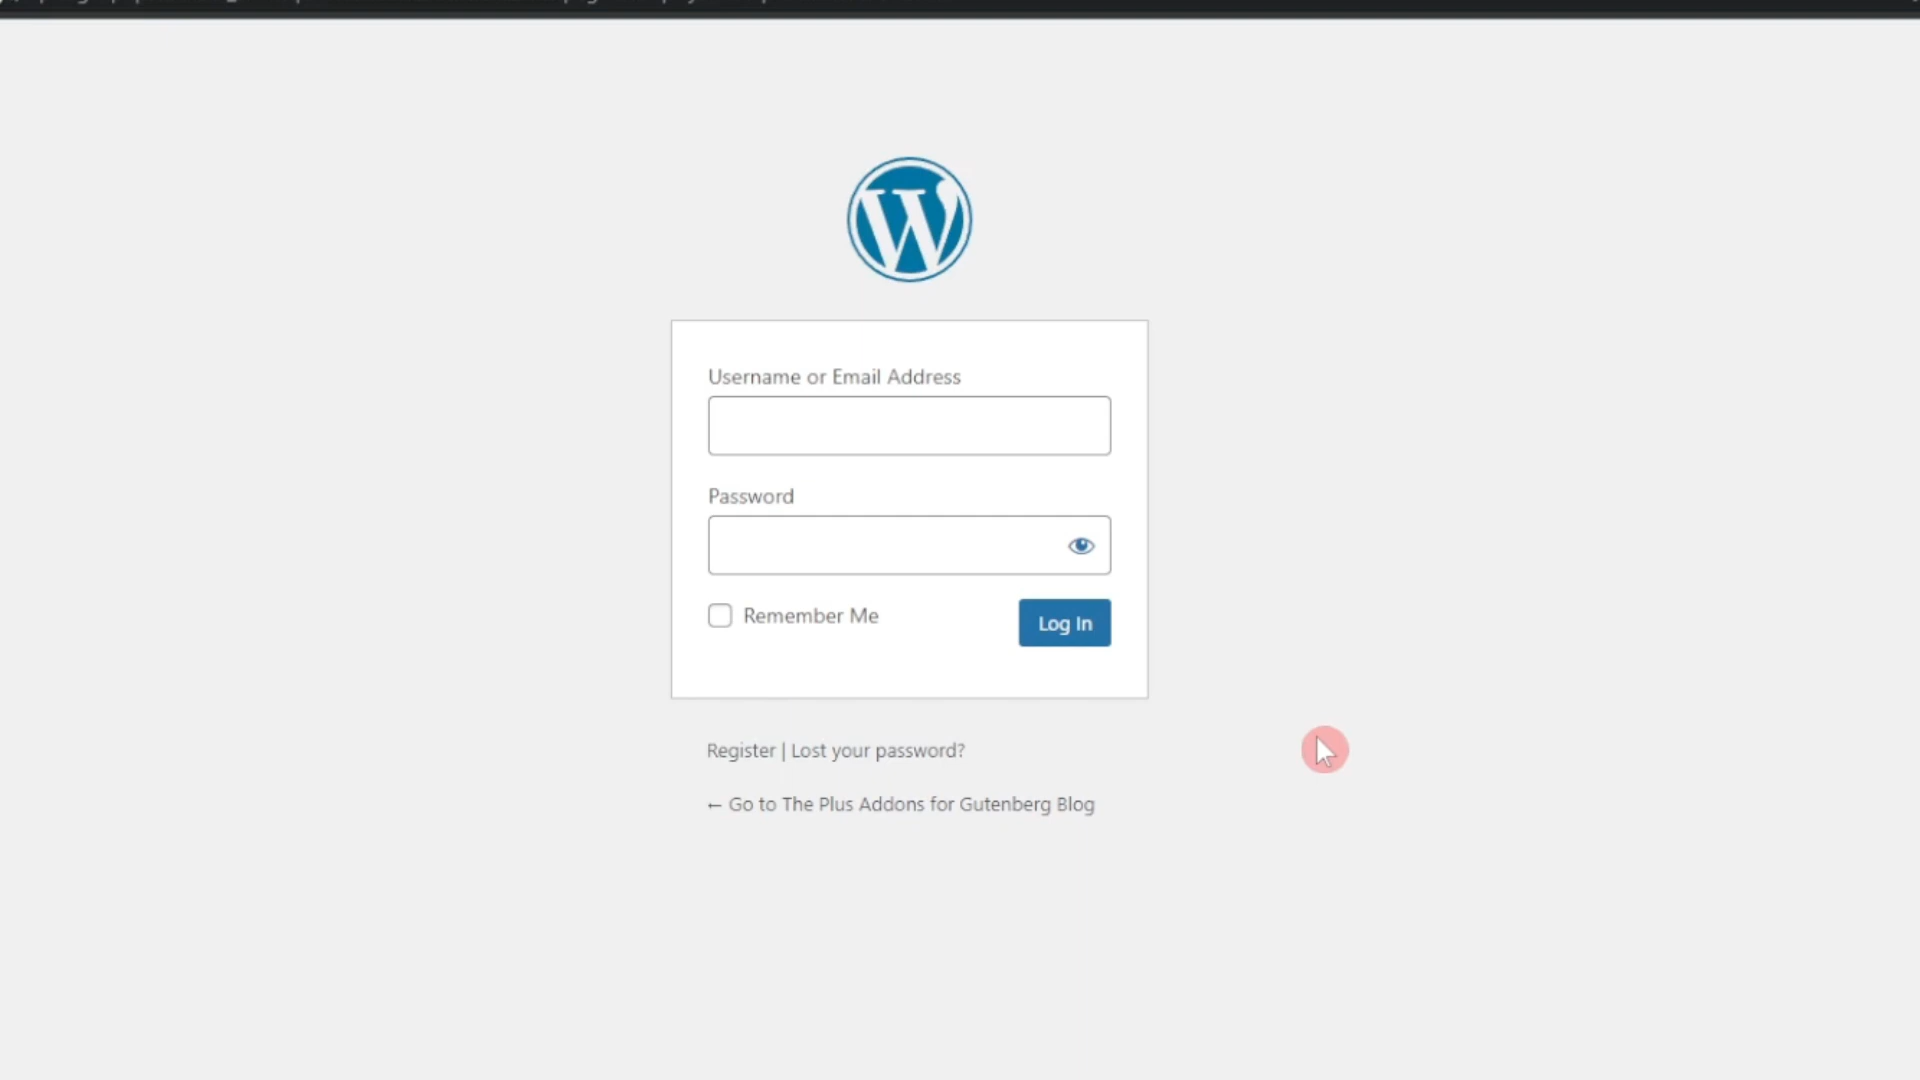 Username or Email Address
Password
Remember Me
Log In
Register | Lost your password?
← Go to The Plus Addons for Gutenberg Blog